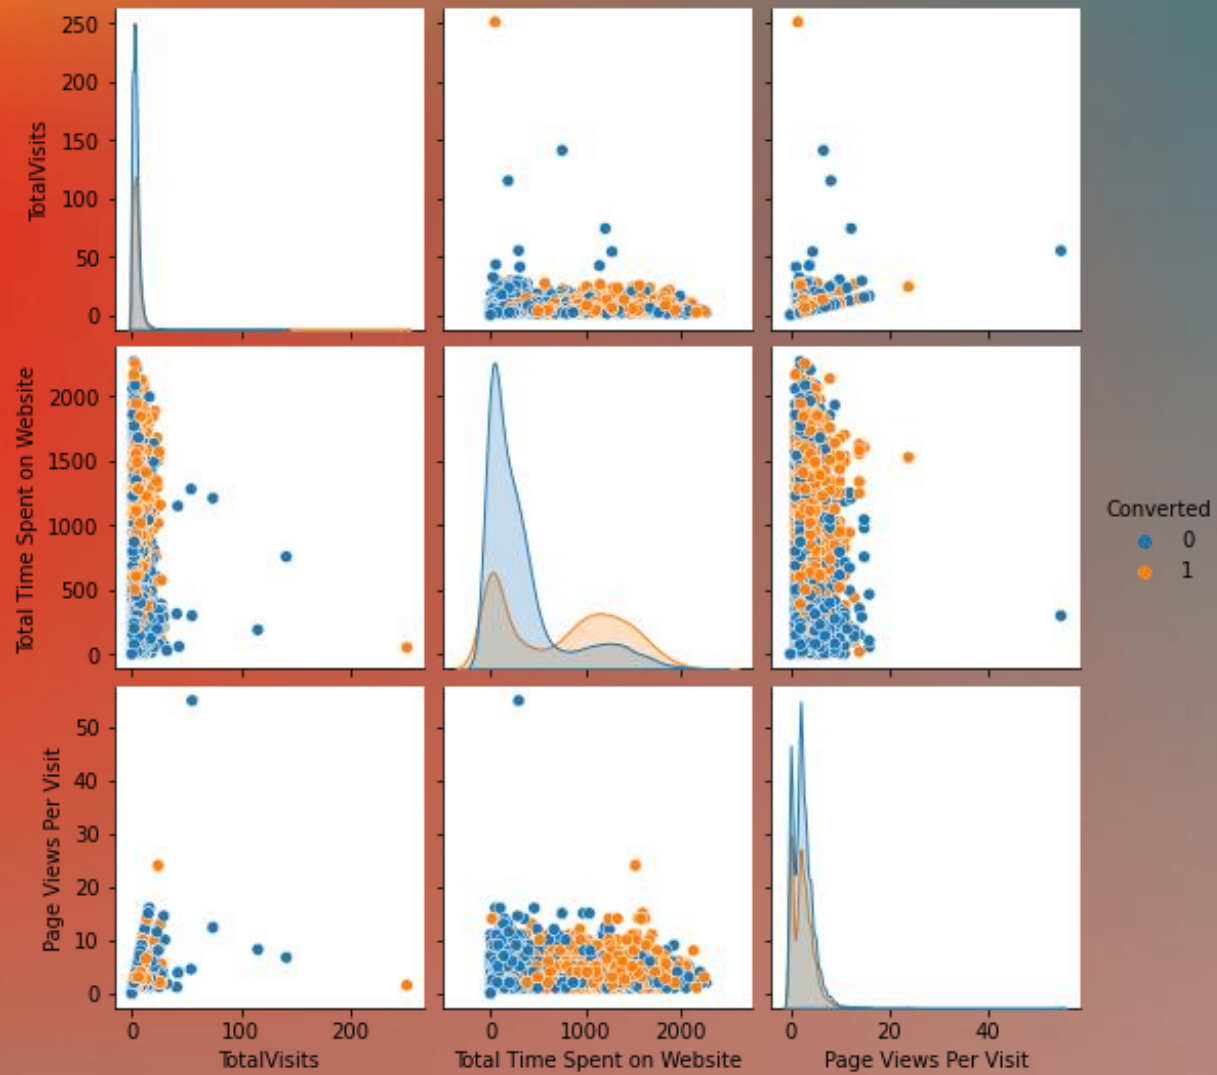 TotalVisits
250
200
150
100
50
0
Total Time Spent on Website
2000
1500
1000
500
0
Converted
0
1
Page Views Per Visit
50
40
30
20
10
0
0 100 200
0 1000 2000
0 20 40
TotalVisits
Total Time Spent on Website
Page Views Per Visit